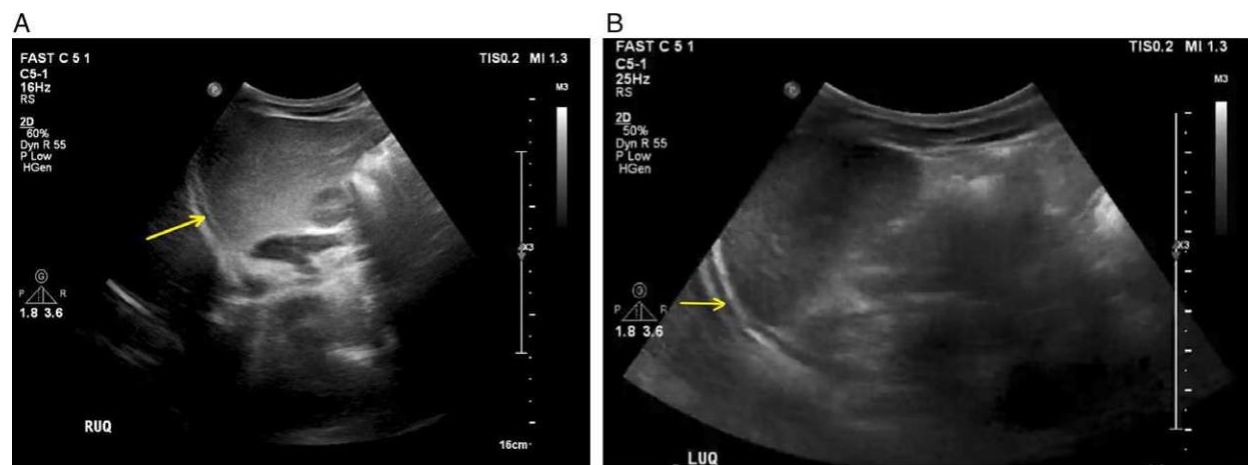 A
FAST C 5 1
TIS0.2 MI 1.3
C5-1
16Hz
RS
M3
P
2D
60%
Dyn R 55
P Low
HGen
X3
G
P R
1.8 3.6
RUQ
16cm
B
FAST C 5 1
TIS0.2 MI 1.3
C5-1
25Hz
RS
M3
P
2D
50%
Dyn R 55
P Low
HGen
X3
G
P R
1.8 3.6
LUQ